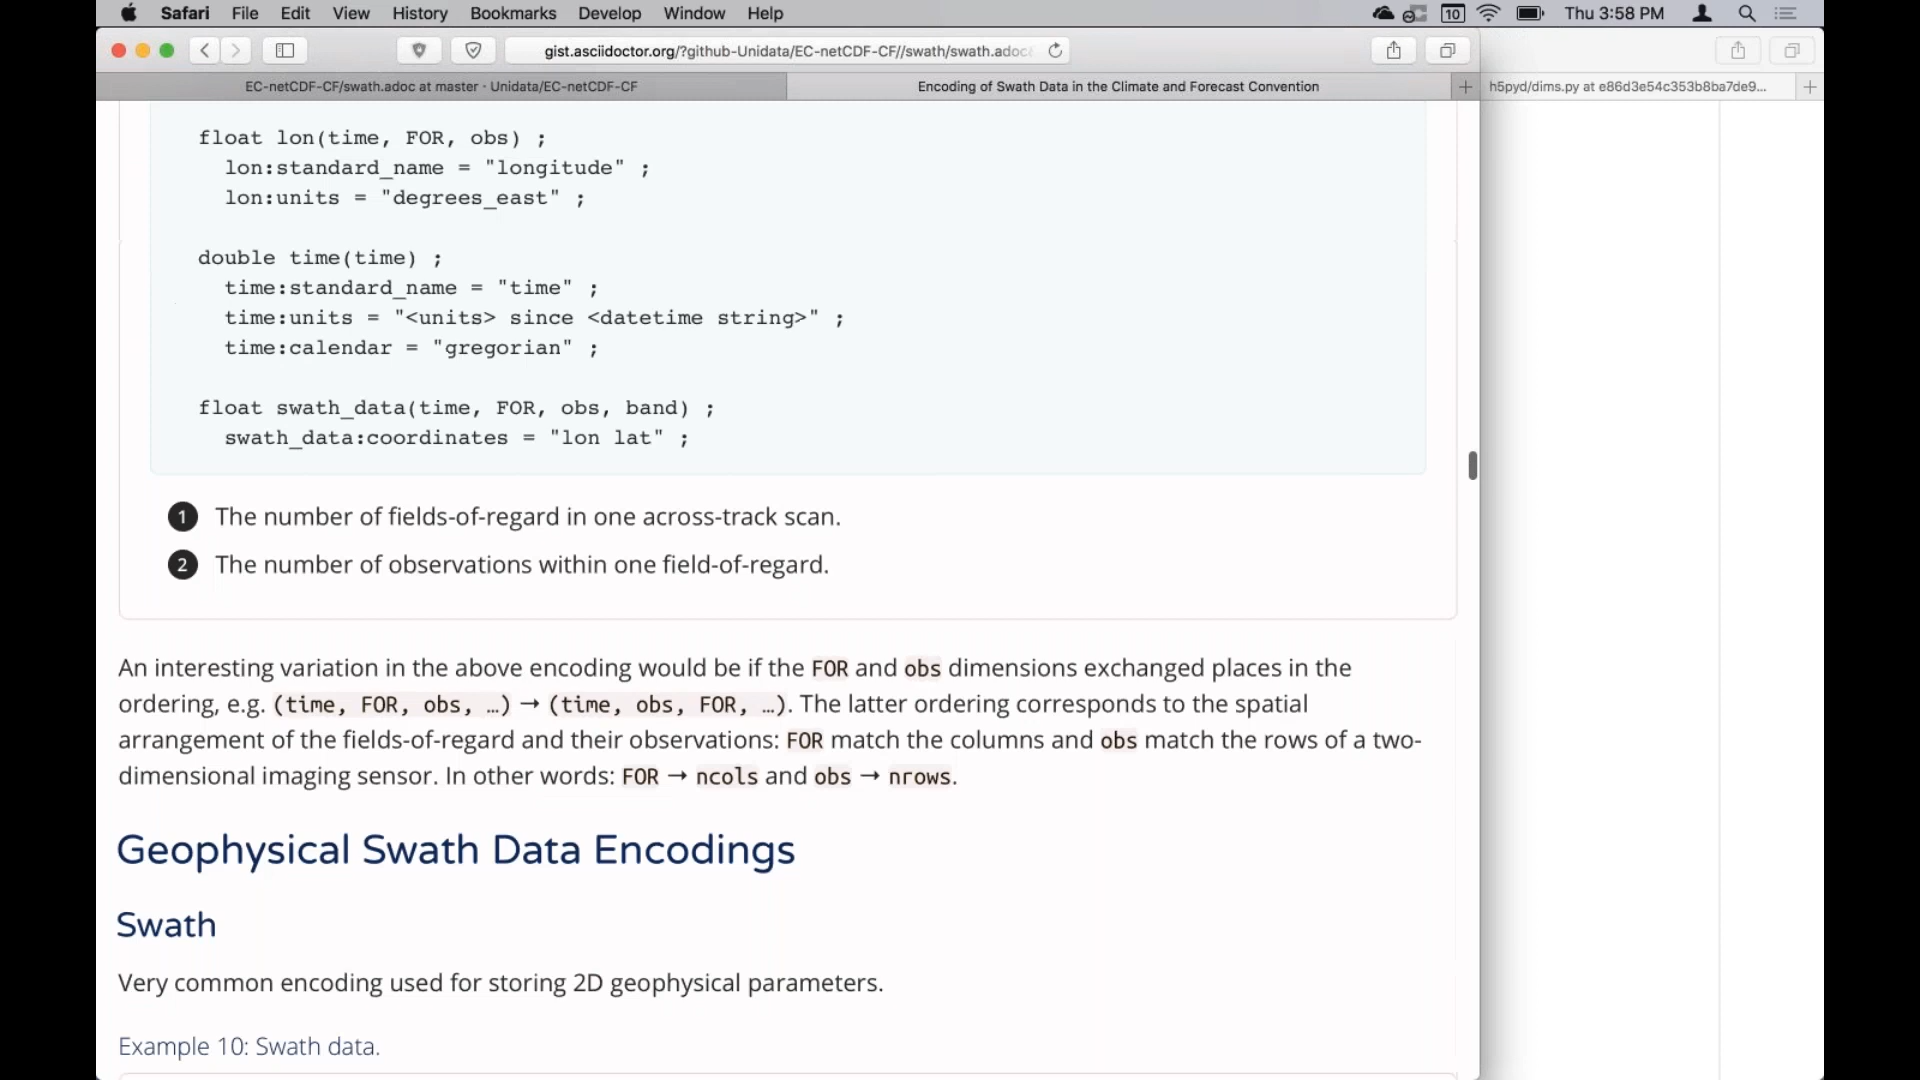 Safari File Edit View History Bookmarks Develop Window Help 10 Thu 3:58 PM
gist.asciidoctor.org/?github-Unidata/EC-netCDF-CF//swath/swath.adoc
EC-netCDF-CF/swath.adoc at master · Unidata/EC-netCDF-CF Encoding of Swath Data in the Climate and Forecast Convention h5pyd/dims.py at e86d3e54c353b8ba7de9...
float lon(time, FOR, obs) ;
lon:standard_name = "longitude" ;
lon:units = "degrees_east" ;
double time(time) ;
time:standard_name = "time" ;
time:units = "<units> since <datetime string>" ;
time:calendar = "gregorian" ;
float swath_data(time, FOR, obs, band) ;
swath_data:coordinates = "lon lat" ;
1 The number of fields-of-regard in one across-track scan.
2 The number of observations within one field-of-regard.
An interesting variation in the above encoding would be if the FOR and obs dimensions exchanged places in the
ordering, e.g. (time, FOR, obs, …) → (time, obs, FOR, …). The latter ordering corresponds to the spatial
arrangement of the fields-of-regard and their observations: FOR match the columns and obs match the rows of a two-
dimensional imaging sensor. In other words: FOR → ncols and obs → nrows.
Geophysical Swath Data Encodings
Swath
Very common encoding used for storing 2D geophysical parameters.
Example 10: Swath data.